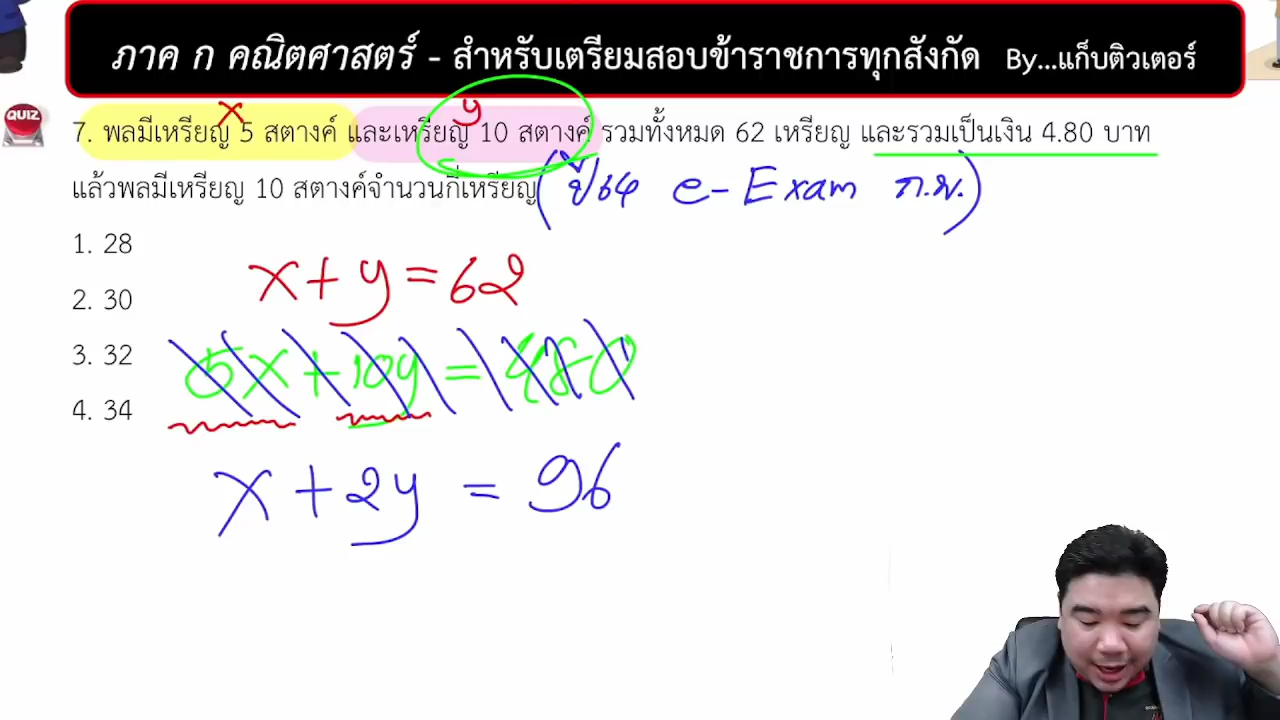 ภาค ก คณิตศาสตร์ - สำหรับเตรียมสอบข้าราชการทุกสังกัด By...แก็บติวเตอร์
QUIZ
x y
7. พลมีเหรียญ 5 สตางค์ และเหรียญ 10 สตางค์ รวมทั้งหมด 62 เหรียญ และรวมเป็นเงิน 4.80 บาท
แล้วพลมีเหรียญ 10 สตางค์จำนวนกี่เหรียญ (ปี 64 e-Exam ก.พ.)
1. 28
x+y=62
2. 30
3. 32
5x+10y=480
4. 34
x+2y=96